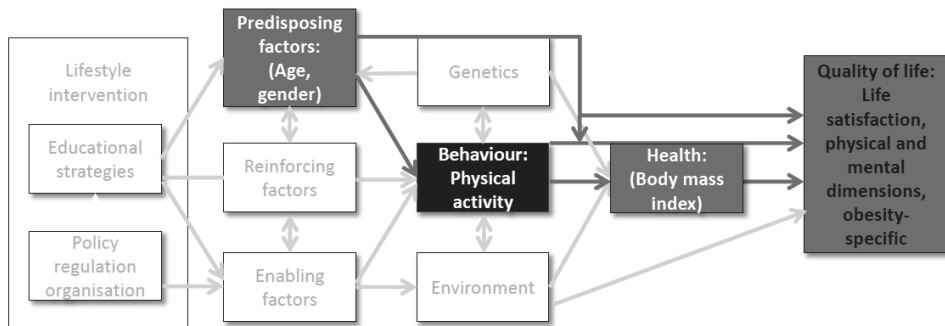 Lifestyle
intervention
Educational
strategies
Policy
regulation
organisation
Predisposing
factors:
(Age,
gender)
Reinforcing
factors
Enabling
factors
Genetics
Behaviour:
Physical
activity
Environment
Health:
(Body mass
index)
Quality of life:
Life
satisfaction,
physical and
mental
dimensions,
obesity-
specific